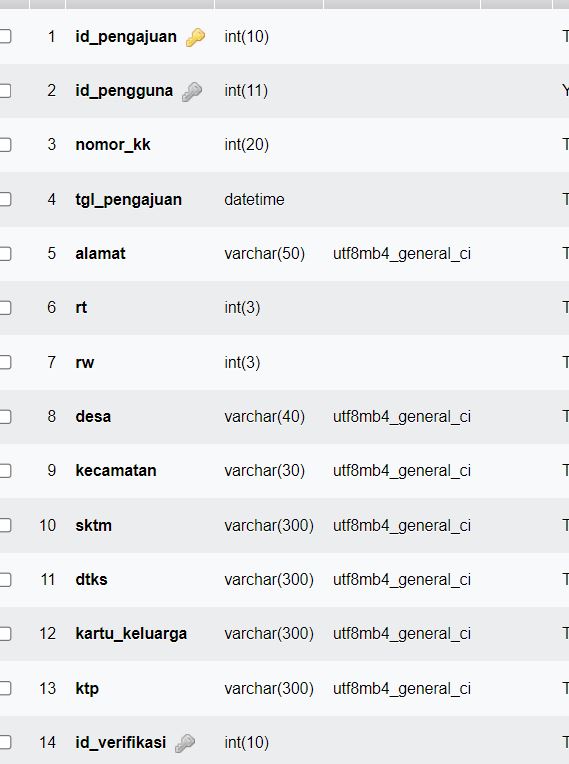 1 id_pengajuan int(10) T
2 id_pengguna int(11) Y
3 nomor_kk int(20) T
4 tgl_pengajuan datetime T
5 alamat varchar(50) utf8mb4_general_ci T
6 rt int(3) T
7 rw int(3) T
8 desa varchar(40) utf8mb4_general_ci T
9 kecamatan varchar(30) utf8mb4_general_ci T
10 sktm varchar(300) utf8mb4_general_ci T
11 dtks varchar(300) utf8mb4_general_ci T
12 kartu_keluarga varchar(300) utf8mb4_general_ci T
13 ktp varchar(300) utf8mb4_general_ci T
14 id_verifikasi int(10) T